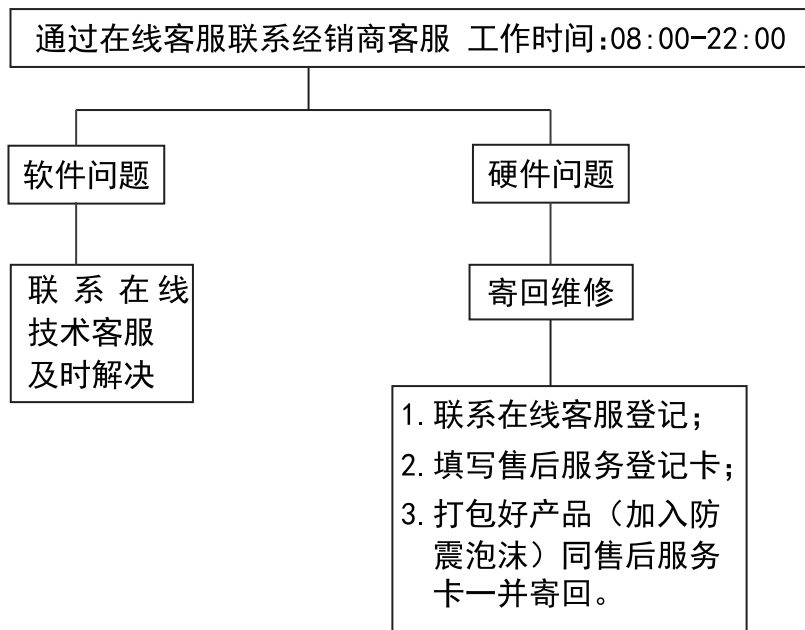 通过在线客服联系经销商客服 工作时间:08:00-22:00
软件问题
硬件问题
联系在线
技术客服
及时解决
寄回维修
1. 联系在线客服登记；
2. 填写售后服务登记卡；
3. 打包好产品（加入防
震泡沫）同售后服务
卡一并寄回。